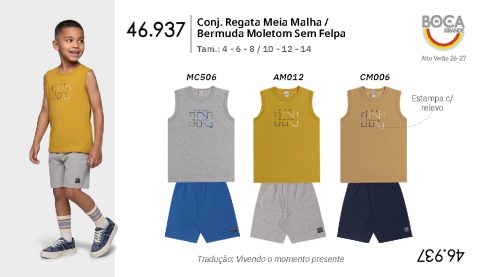 46.937
Conj. Regata Meia Malha /
Bermuda Moletom Sem Felpa
Tam.: 4 - 6 - 8 / 10 - 12 - 14
BOCA
GRANDE
Alto Verão 26-27
MC506
AM012
CM006
Estampa c/
relevo
Tradução: Vivendo o momento presente
46.937